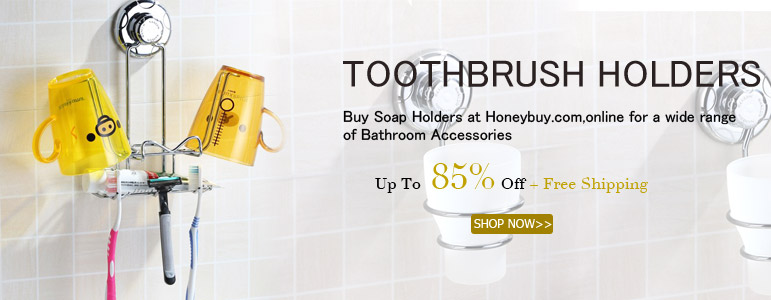 TOOTHBRUSH HOLDERS
Buy Soap Holders at Honeybuy.com,online for a wide range
of Bathroom Accessories
Up To 85% Off + Free Shipping
SHOP NOW>>